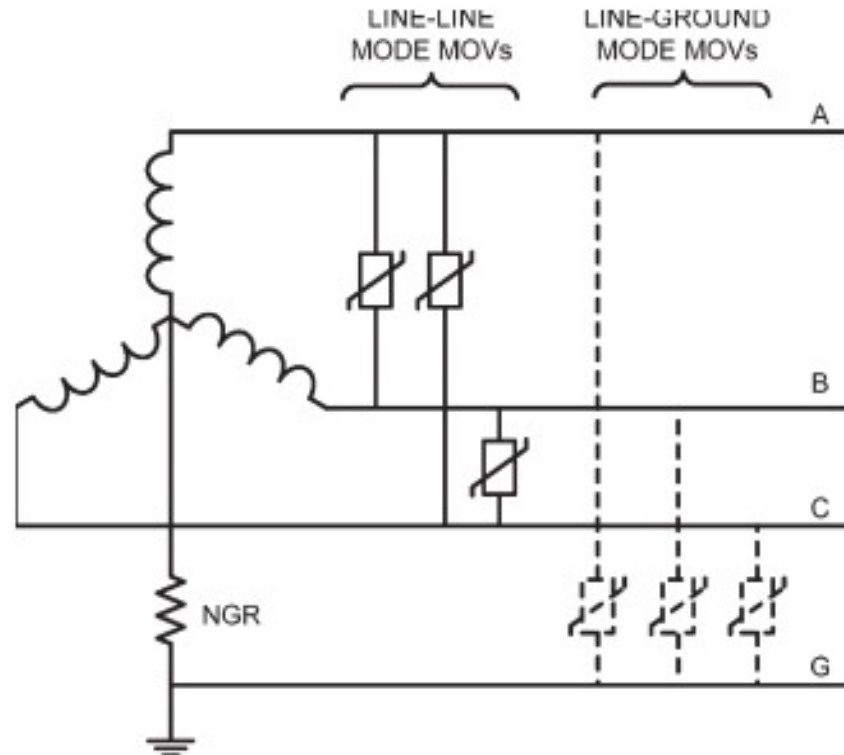 LINE-LINE
MODE MOVs
LINE-GROUND
MODE MOVs
A
B
C
NGR
G